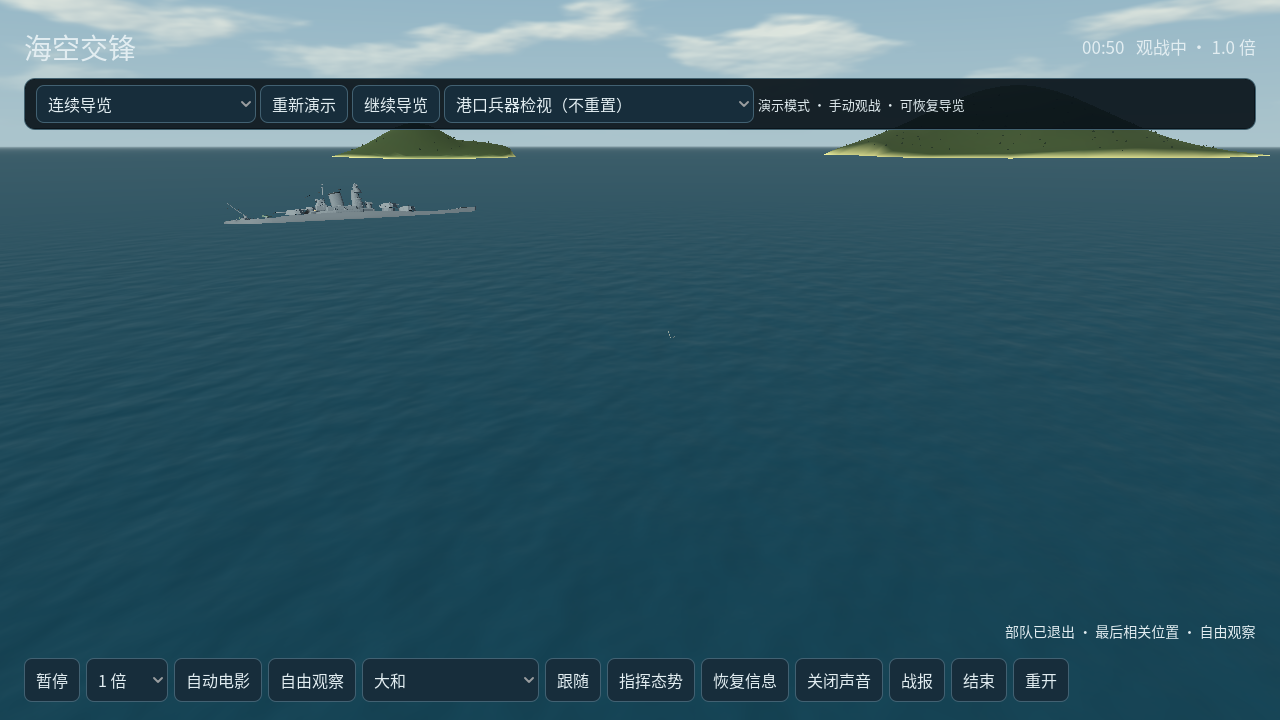 海空交锋
00:50 观战中 · 1.0 倍
连续导览 重新演示 继续导览 港口兵器检视（不重置） 演示模式 · 手动观战 · 可恢复导览
部队已退出 · 最后相关位置 · 自由观察
暂停 1 倍 自动电影 自由观察 大和 跟随 指挥态势 恢复信息 关闭声音 战报 结束 重开